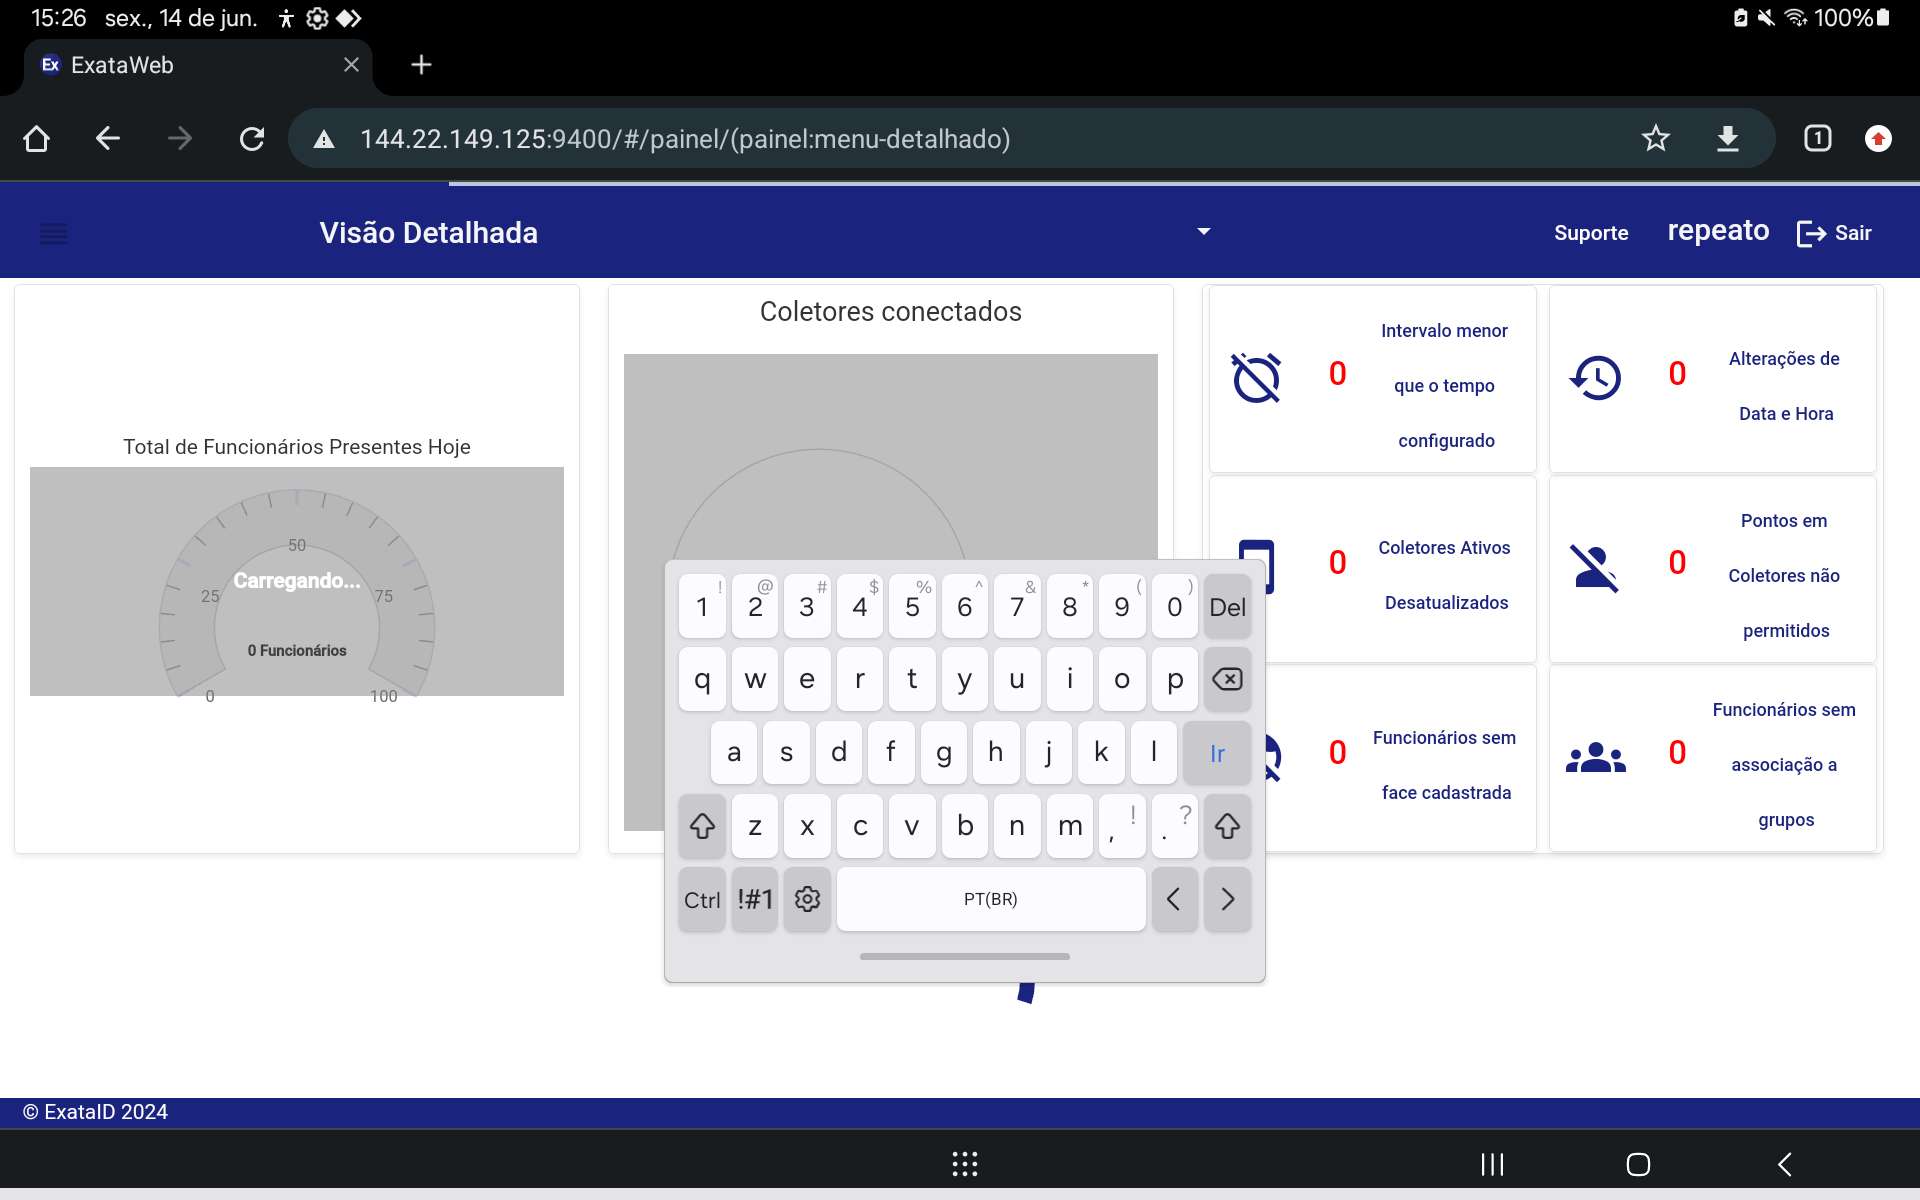 15:26 sex., 14 de jun. 100%
Ex ExataWeb
144.22.149.125:9400/#/painel/(painel:menu-detalhado) 1
Visão Detalhada Suporte repeato Sair
Total de Funcionários Presentes Hoje
50
Carregando...
25 75
0 Funcionários
0 100
Coletores conectados
0 Intervalo menor
que o tempo
configurado
0 Alterações de
Data e Hora
0 Coletores Ativos
Desatualizados
0 Pontos em
Coletores não
permitidos
0 Funcionários sem
face cadastrada
0 Funcionários sem
associação a
grupos
! @ # $ % ^ & * ( )
1 2 3 4 5 6 7 8 9 0 Del
q w e r t y u i o p
a s d f g h j k l Ir
z x c v b n m , ! . ?
Ctrl !#1 PT(BR)
© ExataID 2024